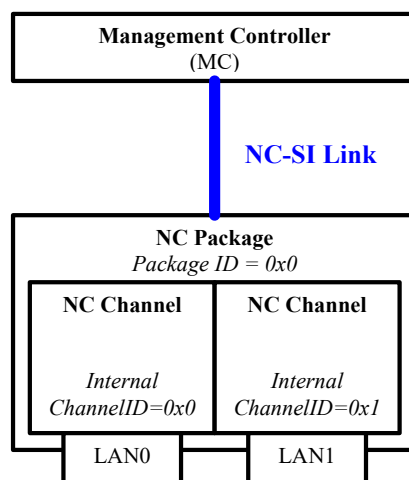 Management Controller
(MC)
NC-SI Link
NC Package
Package ID = 0x0
NC Channel
NC Channel
Internal
ChannelID=0x0
Internal
ChannelID=0x1
LAN0
LAN1